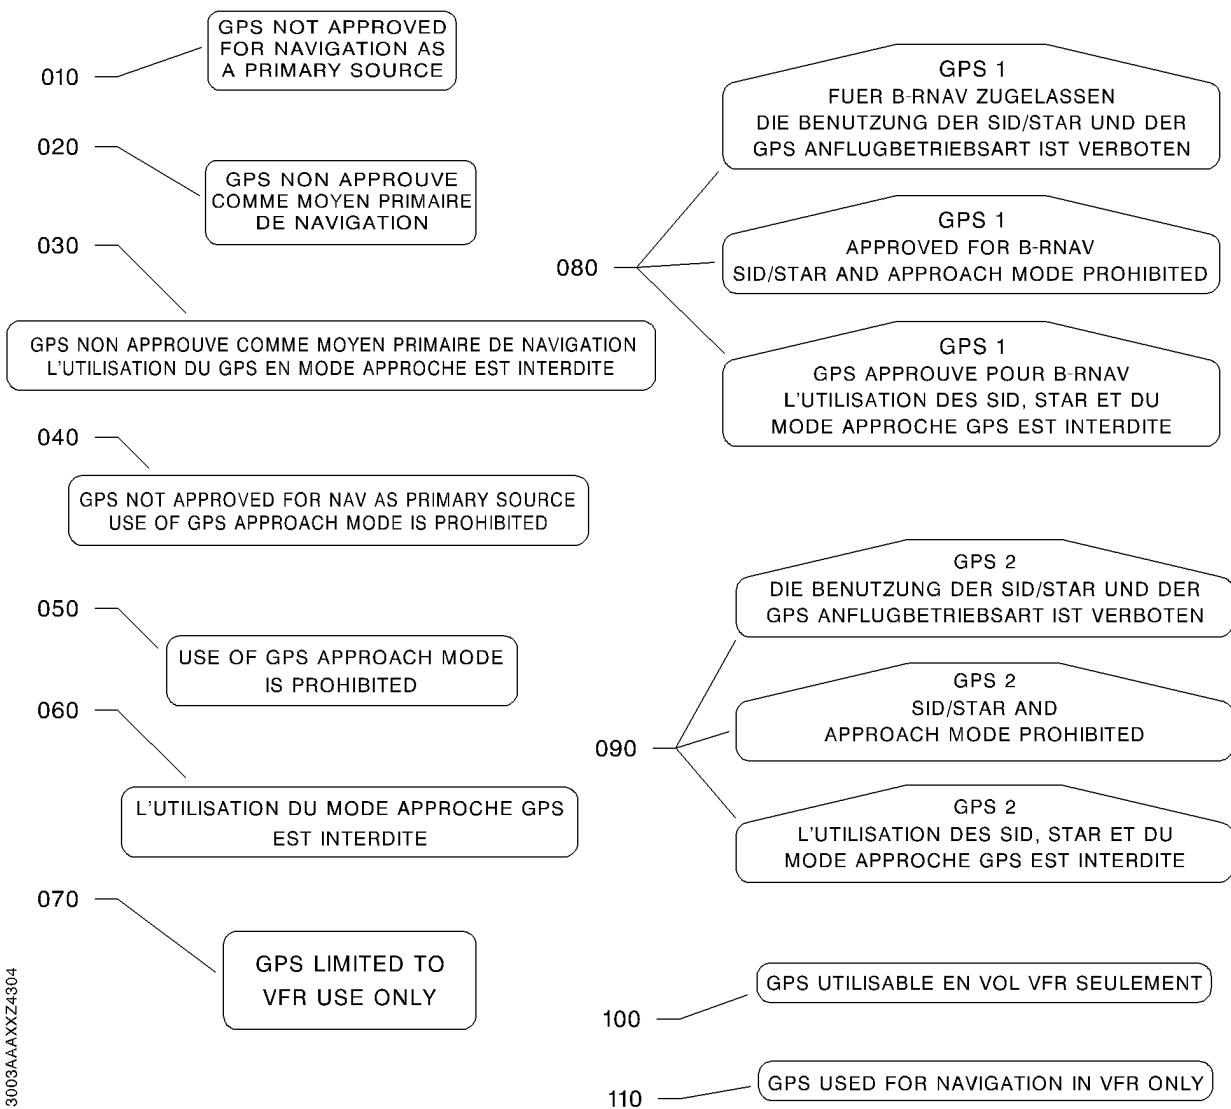 010
GPS NOT APPROVED
FOR NAVIGATION AS
A PRIMARY SOURCE
020
GPS NON APPROUVE
COMME MOYEN PRIMAIRE
DE NAVIGATION
030
GPS NON APPROUVE COMME MOYEN PRIMAIRE DE NAVIGATION
L'UTILISATION DU GPS EN MODE APPROCHE EST INTERDITE
040
GPS NOT APPROVED FOR NAV AS PRIMARY SOURCE
USE OF GPS APPROACH MODE IS PROHIBITED
050
USE OF GPS APPROACH MODE
IS PROHIBITED
060
L'UTILISATION DU MODE APPROCHE GPS
EST INTERDITE
070
GPS LIMITED TO
VFR USE ONLY
080
GPS 1
FUER B-RNAV ZUGELASSEN
DIE BENUTZUNG DER SID/STAR UND DER
GPS ANFLUGBETRIEBSART IST VERBOTEN
GPS 1
APPROVED FOR B-RNAV
SID/STAR AND APPROACH MODE PROHIBITED
GPS 1
GPS APPROUVE POUR B-RNAV
L'UTILISATION DES SID, STAR ET DU
MODE APPROCHE GPS EST INTERDITE
090
GPS 2
DIE BENUTZUNG DER SID/STAR UND DER
GPS ANFLUGBETRIEBSART IST VERBOTEN
GPS 2
SID/STAR AND
APPROACH MODE PROHIBITED
GPS 2
L'UTILISATION DES SID, STAR ET DU
MODE APPROCHE GPS EST INTERDITE
100
GPS UTILISABLE EN VOL VFR SEULEMENT
110
GPS USED FOR NAVIGATION IN VFR ONLY
3003AAAXXZ4304